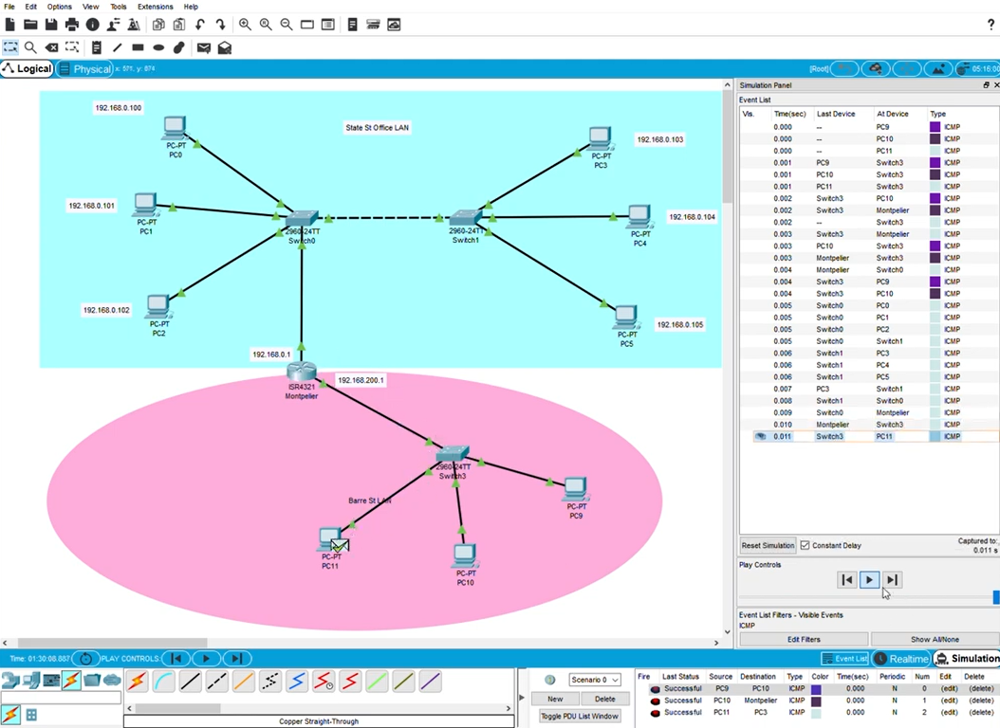 File Edit Options View Tools Extensions Help
?
Logical Physical x: 571, y: 674 [Root] 05:16:00
192.168.0.100
State St Office LAN
PC-PT
PC0
192.168.0.103
PC-PT
PC3
192.168.0.101
PC-PT
PC1
2960-24TT
Switch0
2960-24TT
Switch1
192.168.0.104
PC-PT
PC4
192.168.0.102
PC-PT
PC2
192.168.0.105
PC-PT
PC5
192.168.0.1
ISR4321
Montpelier
192.168.200.1
2960-24TT
Switch3
Barre St LAN
PC-PT
PC9
PC-PT
PC11
PC-PT
PC10
Simulation Panel
Event List
Vis. Time(sec) Last Device At Device Type
0.000 -- PC9 ICMP
0.000 -- PC10 ICMP
0.000 -- PC11 ICMP
0.001 PC9 Switch3 ICMP
0.001 PC10 Switch3 ICMP
0.001 PC11 Switch3 ICMP
0.002 Switch3 PC10 ICMP
0.002 Switch3 Montpelier ICMP
0.002 -- Switch3 ICMP
0.003 Switch3 Montpelier ICMP
0.003 PC10 Switch3 ICMP
0.003 Montpelier Switch3 ICMP
0.004 Montpelier Switch0 ICMP
0.004 Switch3 PC9 ICMP
0.004 Switch3 PC10 ICMP
0.005 Switch0 PC0 ICMP
0.005 Switch0 PC1 ICMP
0.005 Switch0 PC2 ICMP
0.005 Switch0 Switch1 ICMP
0.006 Switch1 PC3 ICMP
0.006 Switch1 PC4 ICMP
0.006 Switch1 PC5 ICMP
0.007 PC3 Switch1 ICMP
0.008 Switch1 Switch0 ICMP
0.009 Switch0 Montpelier ICMP
0.010 Montpelier Switch3 ICMP
0.011 Switch3 PC11 ICMP
Reset Simulation Constant Delay Captured to:
0.011 s
Play Controls
Event List Filters - Visible Events
ICMP
Edit Filters Show All/None
Time: 01:30:08.887 PLAY CONTROLS: Event List Realtime Simulation
Scenario 0
New Delete
Toggle PDU List Window
Copper Straight-Through
Fire Last Status Source Destination Type Color Time(sec) Periodic Num Edit Delete
Successful PC9 PC10 ICMP 0.000 N 0 (edit) (delete)
Successful PC10 Montpelier ICMP 0.000 N 1 (edit) (delete)
Successful PC11 PC3 ICMP 0.000 N 2 (edit) (delete)